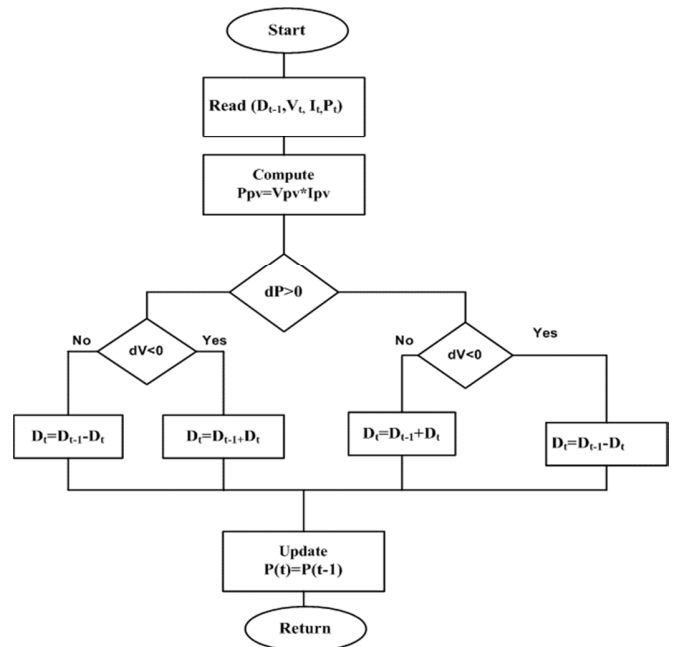 Start
Read (Dt-1,Vt, It,Pt)
Compute
Ppv=Vpv*Ipv
dP>0
No
dV<0
Yes
No
dV<0
Yes
Dt=Dt-1-Dt
Dt=Dt-1+Dt
Dt=Dt-1+Dt
Dt=Dt-1-Dt
Update
P(t)=P(t-1)
Return